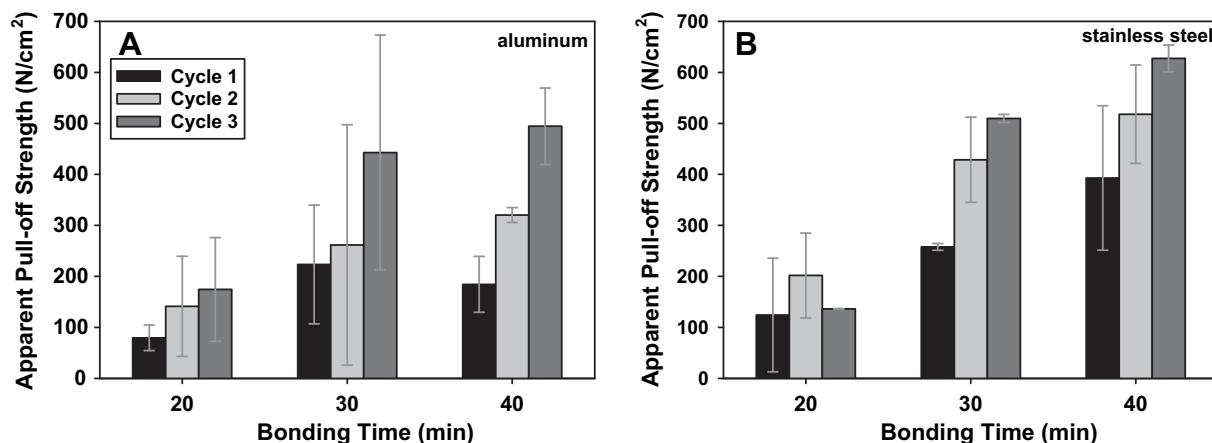 A
aluminum
Cycle 1
Cycle 2
Cycle 3
Apparent Pull-off Strength (N/cm²)
700
600
500
400
300
200
100
0
20 30 40
Bonding Time (min)
B
stainless steel
Apparent Pull-off Strength (N/cm²)
700
600
500
400
300
200
100
0
20 30 40
Bonding Time (min)